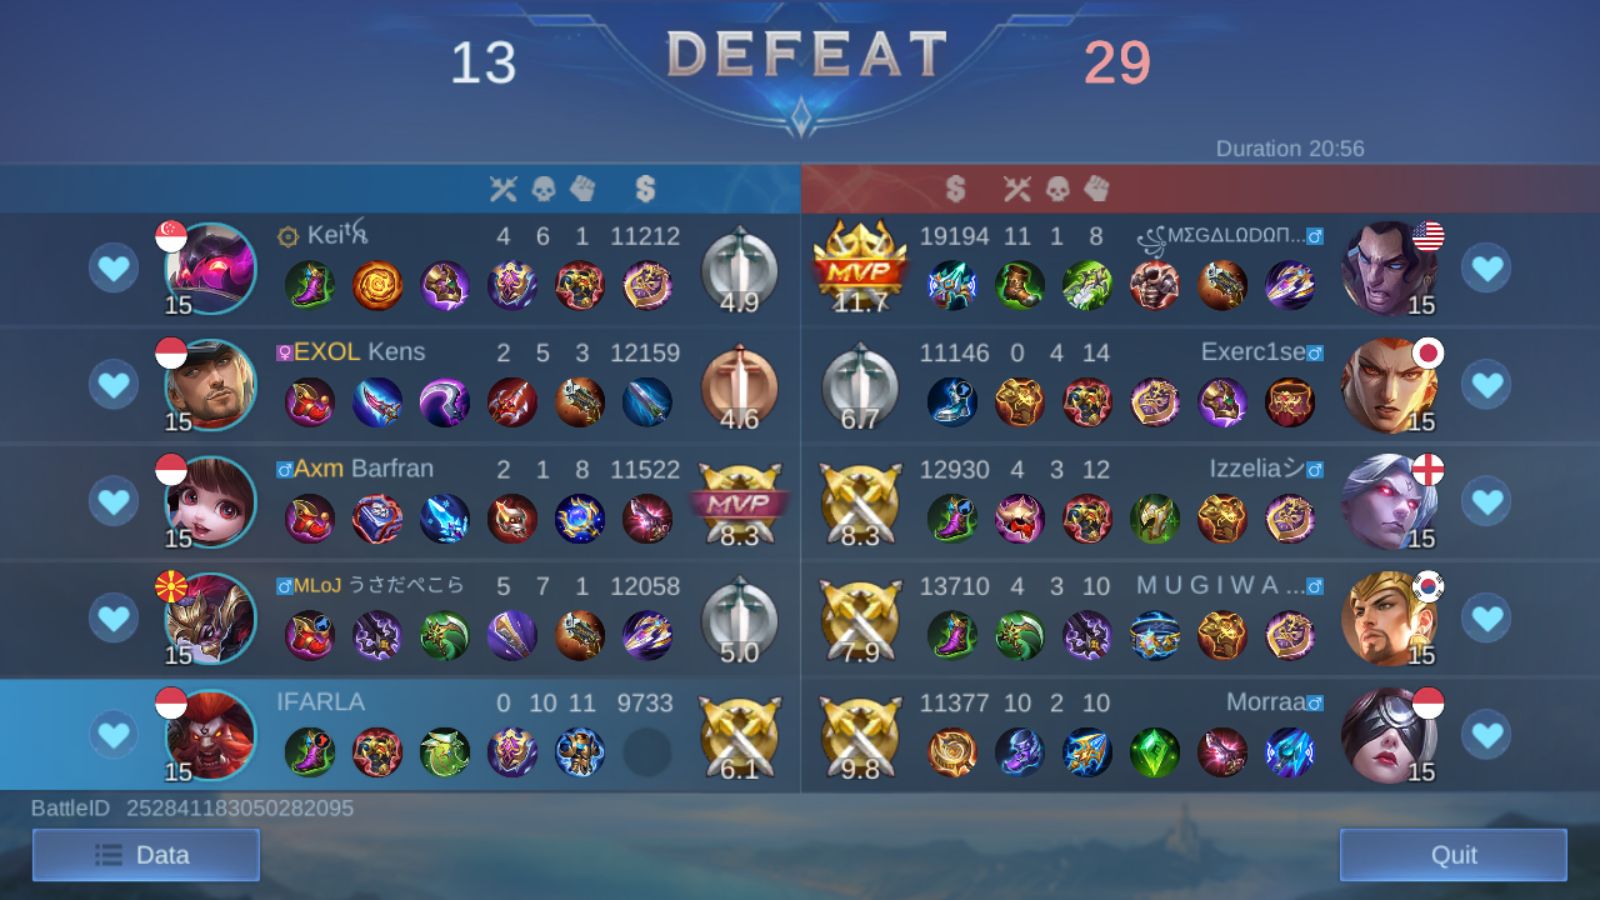 13 DEFEAT 29
Duration 20:56
4 6 1 11212
15 4.9
19194 11 1 8 MΣGΔLΩDΩΠ...
MVP 11.7 15
EXOL Kens 2 5 3 12159
15 4.6
11146 0 4 14 Exerc1se
6.7 15
Axm Barfran 2 1 8 11522
15 MVP 8.3
12930 4 3 12 Izzeliaシ
8.3 15
MLoJ うさだぺこら 5 7 1 12058
15 5.0
13710 4 3 10 M U G I W A ...
7.9 15
IFARLA 0 10 11 9733
15 6.1
11377 10 2 10 Morraa
9.8 15
BattleID 252841183050282095
Data
Quit